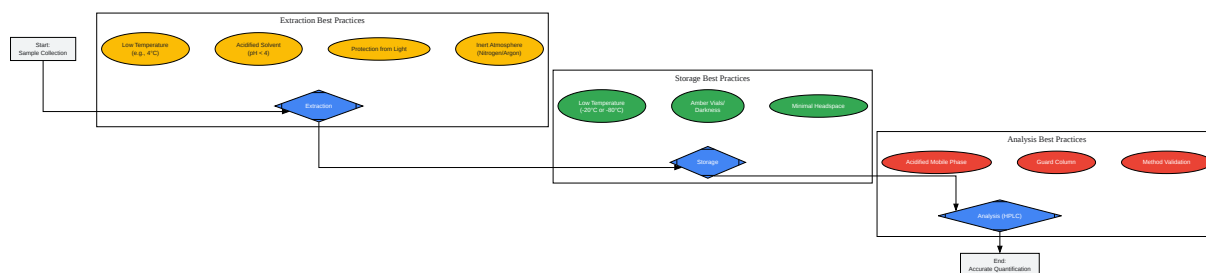 Start:
Sample Collection
Extraction Best Practices
Low Temperature
(e.g., 4°C)
Acidified Solvent
(pH < 4)
Protection from Light
Inert Atmosphere
(Nitrogen/Argon)
Extraction
Storage Best Practices
Low Temperature
(-20°C or -80°C)
Amber Vials/
Darkness
Minimal Headspace
Storage
Analysis Best Practices
Acidified Mobile Phase
Guard Column
Method Validation
Analysis (HPLC)
End:
Accurate Quantification